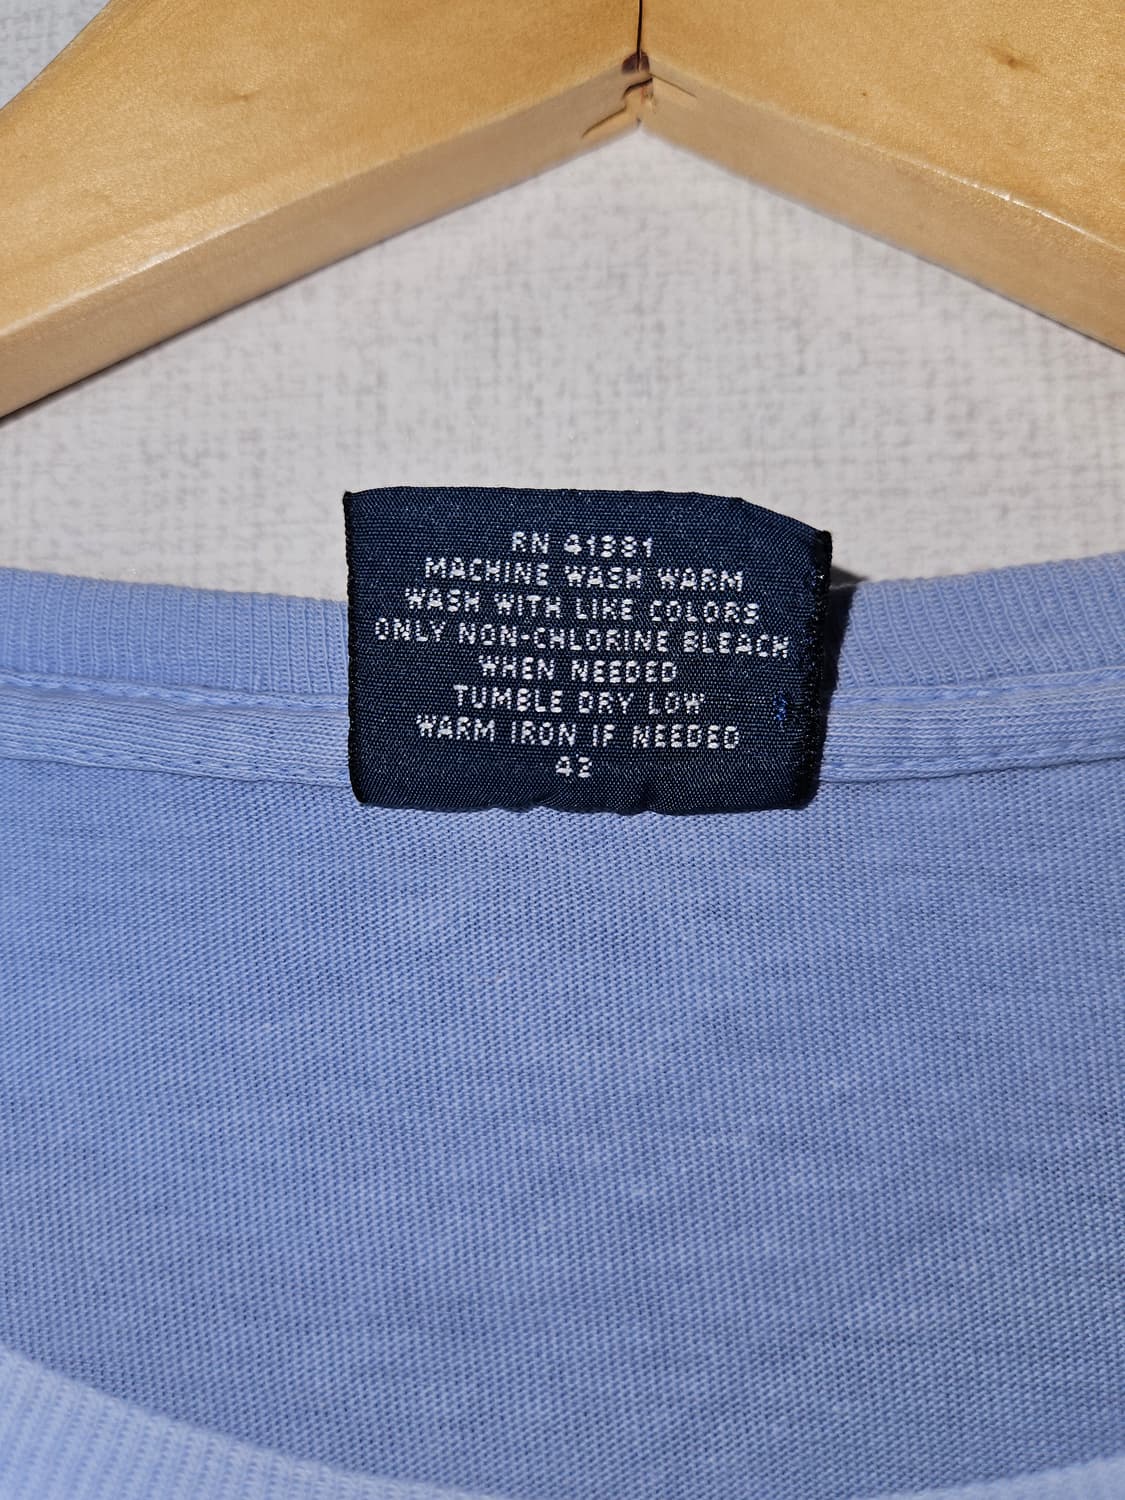 RN 41381
MACHINE WASH WARM
WASH WITH LIKE COLORS
ONLY NON-CHLORINE BLEACH
WHEN NEEDED
TUMBLE DRY LOW
WARM IRON IF NEEDED
42